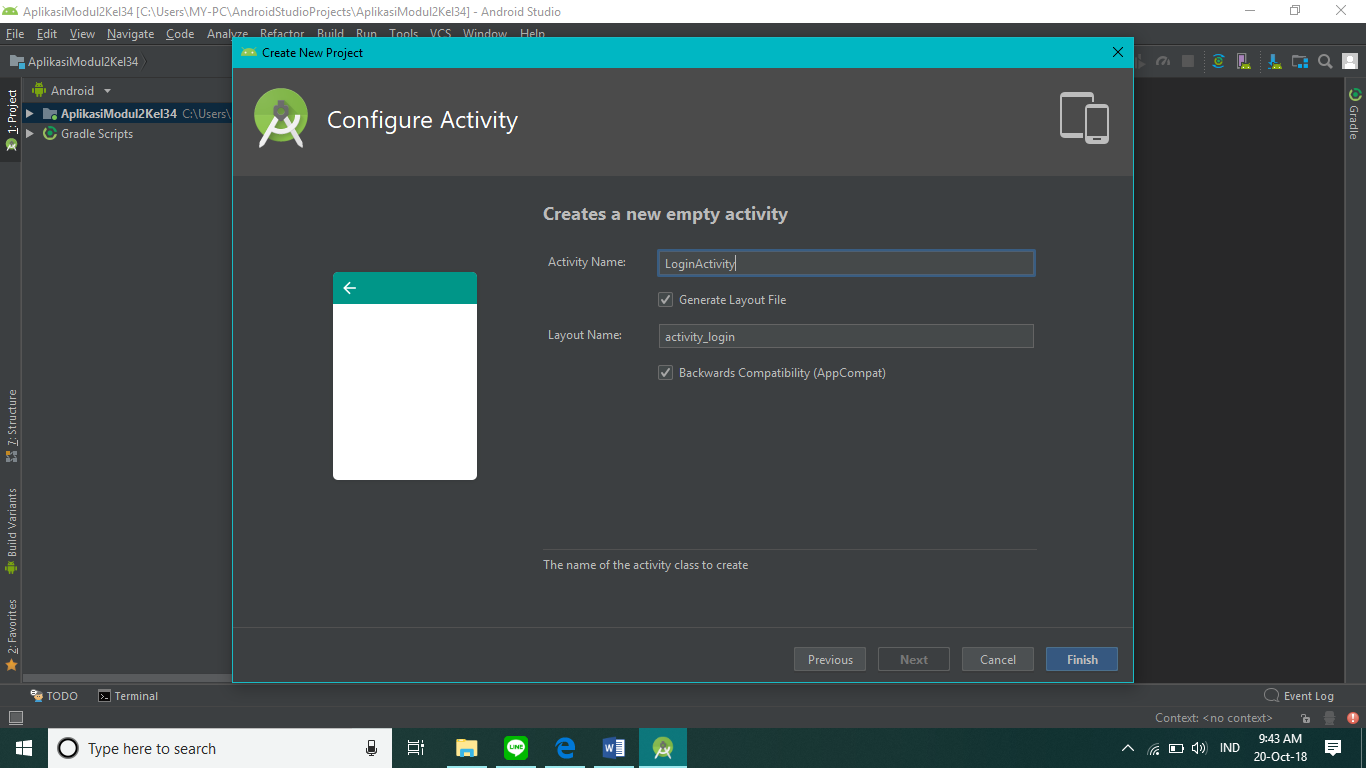 AplikasiModul2Kel34 [C:\Users\MY-PC\AndroidStudioProjects\AplikasiModul2Kel34] - Android Studio
File Edit View Navigate Code Analyze Refactor Build Run Tools VCS Window Help
AplikasiModul2Kel34
Create New Project
Configure Activity
1: Project
Android
AplikasiModul2Kel34 C:\Users\
Gradle Scripts
Gradle
Creates a new empty activity
Activity Name: LoginActivity
Generate Layout File
Layout Name: activity_login
Backwards Compatibility (AppCompat)
7: Structure
Build Variants
2: Favorites
The name of the activity class to create
Previous Next Cancel Finish
TODO Terminal Event Log
Context: <no context>
Type here to search
IND
9:43 AM
20-Oct-18
LINE
W